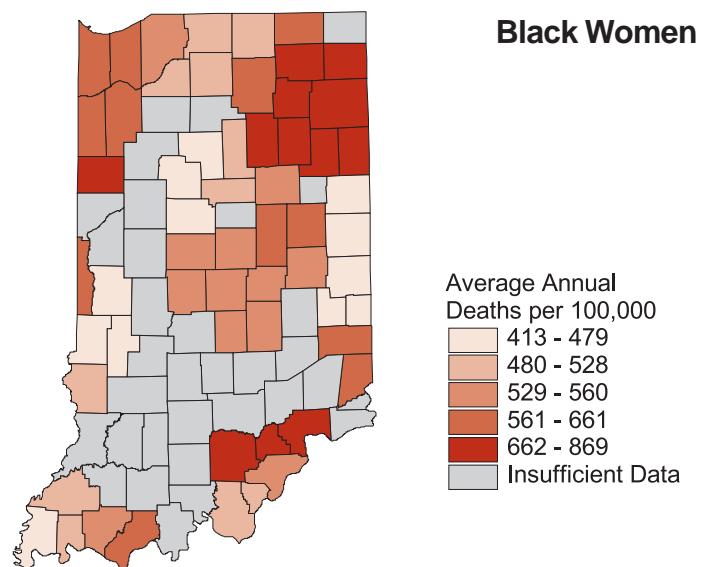 Black Women
Average Annual
Deaths per 100,000
413 - 479
480 - 528
529 - 560
561 - 661
662 - 869
Insufficient Data